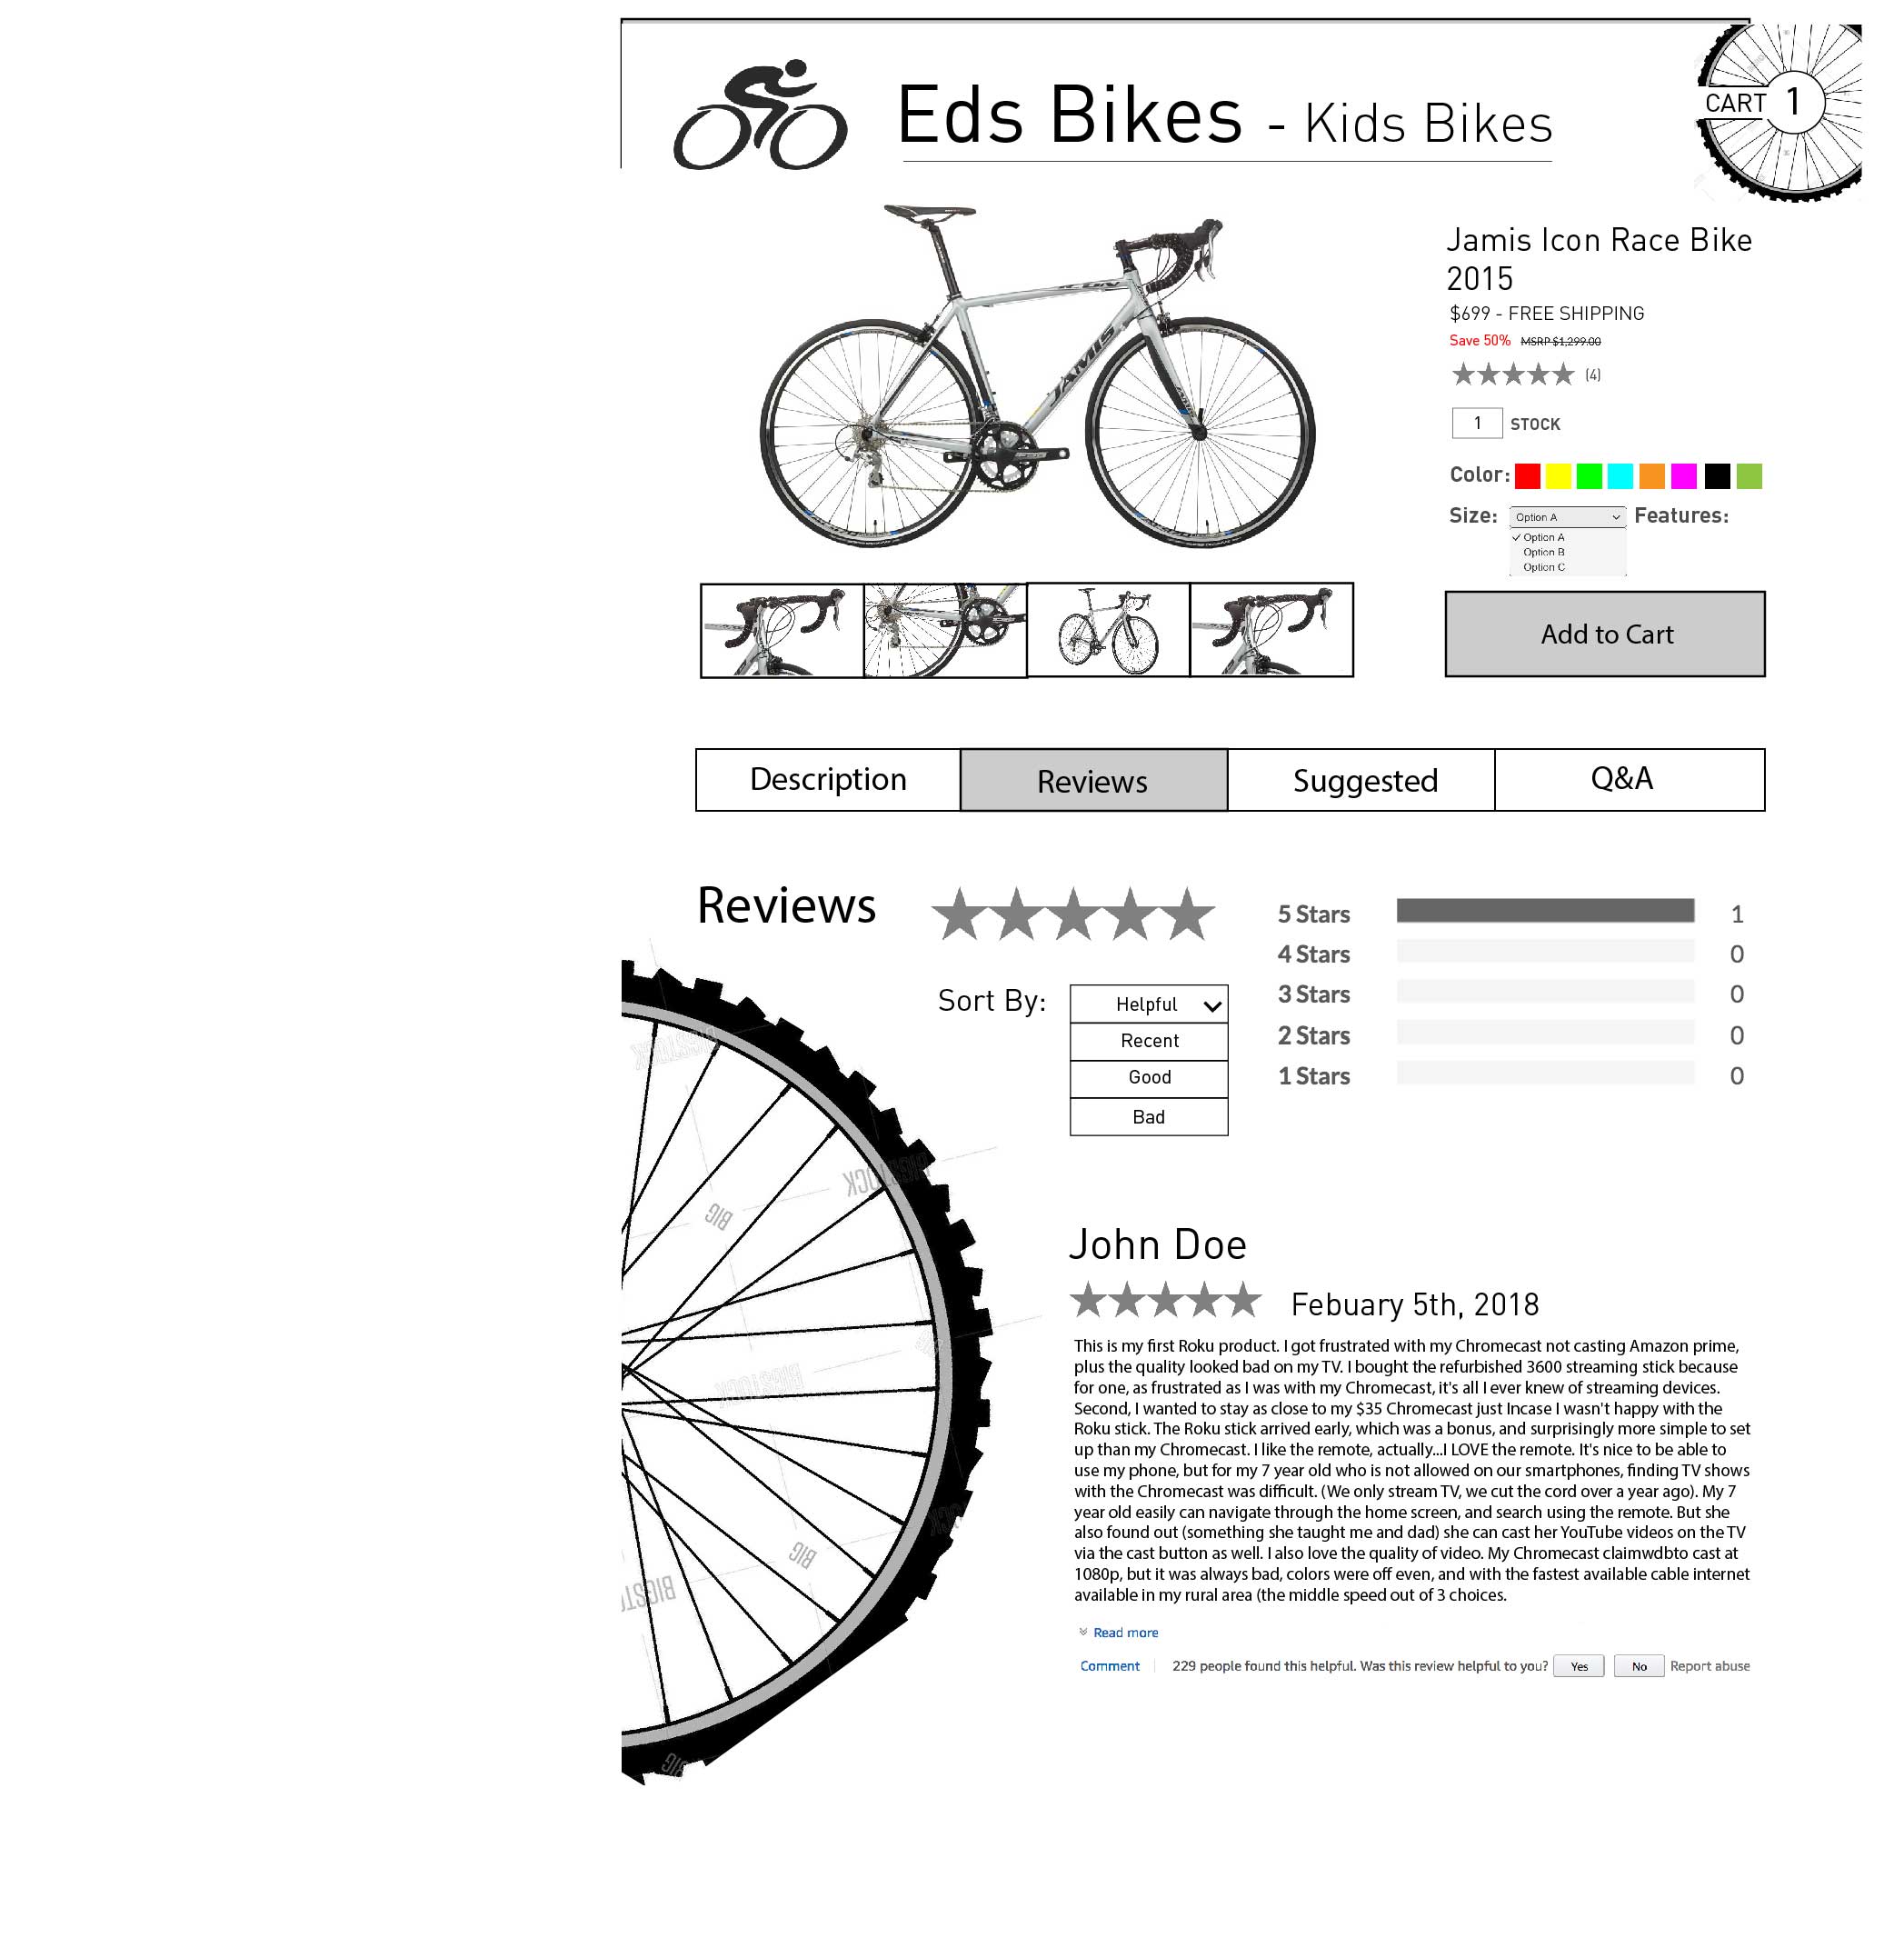 Eds Bikes - Kids Bikes
CART 1
Jamis Icon Race Bike
2015
$699 - FREE SHIPPING
Save 50% MSRP $1,299.00
(4)
1 STOCK
Color:
Size: Option A Features:
Option A
Option B
Option C
ICON
JAMIS
Add to Cart
Description Reviews Suggested Q&A
Reviews
5 Stars 1
4 Stars 0
3 Stars 0
2 Stars 0
1 Stars 0
Sort By: Helpful
Recent
Good
Bad
BIGSTOCK
BIGSTOCK
BIG
BIGSTOCK
BIG
BIGSTOCK
BIG
John Doe
Febuary 5th, 2018
This is my first Roku product. I got frustrated with my Chromecast not casting Amazon prime,
plus the quality looked bad on my TV. I bought the refurbished 3600 streaming stick because
for one, as frustrated as I was with my Chromecast, it's all I ever knew of streaming devices.
Second, I wanted to stay as close to my $35 Chromecast just Incase I wasn't happy with the
Roku stick. The Roku stick arrived early, which was a bonus, and surprisingly more simple to set
up than my Chromecast. I like the remote, actually...I LOVE the remote. It's nice to be able to
use my phone, but for my 7 year old who is not allowed on our smartphones, finding TV shows
with the Chromecast was difficult. (We only stream TV, we cut the cord over a year ago). My 7
year old easily can navigate through the home screen, and search using the remote. But she
also found out (something she taught me and dad) she can cast her YouTube videos on the TV
via the cast button as well. I also love the quality of video. My Chromecast claimwdbto cast at
1080p, but it was always bad, colors were off even, and with the fastest available cable internet
available in my rural area (the middle speed out of 3 choices.
Read more
Comment 229 people found this helpful. Was this review helpful to you? Yes No Report abuse